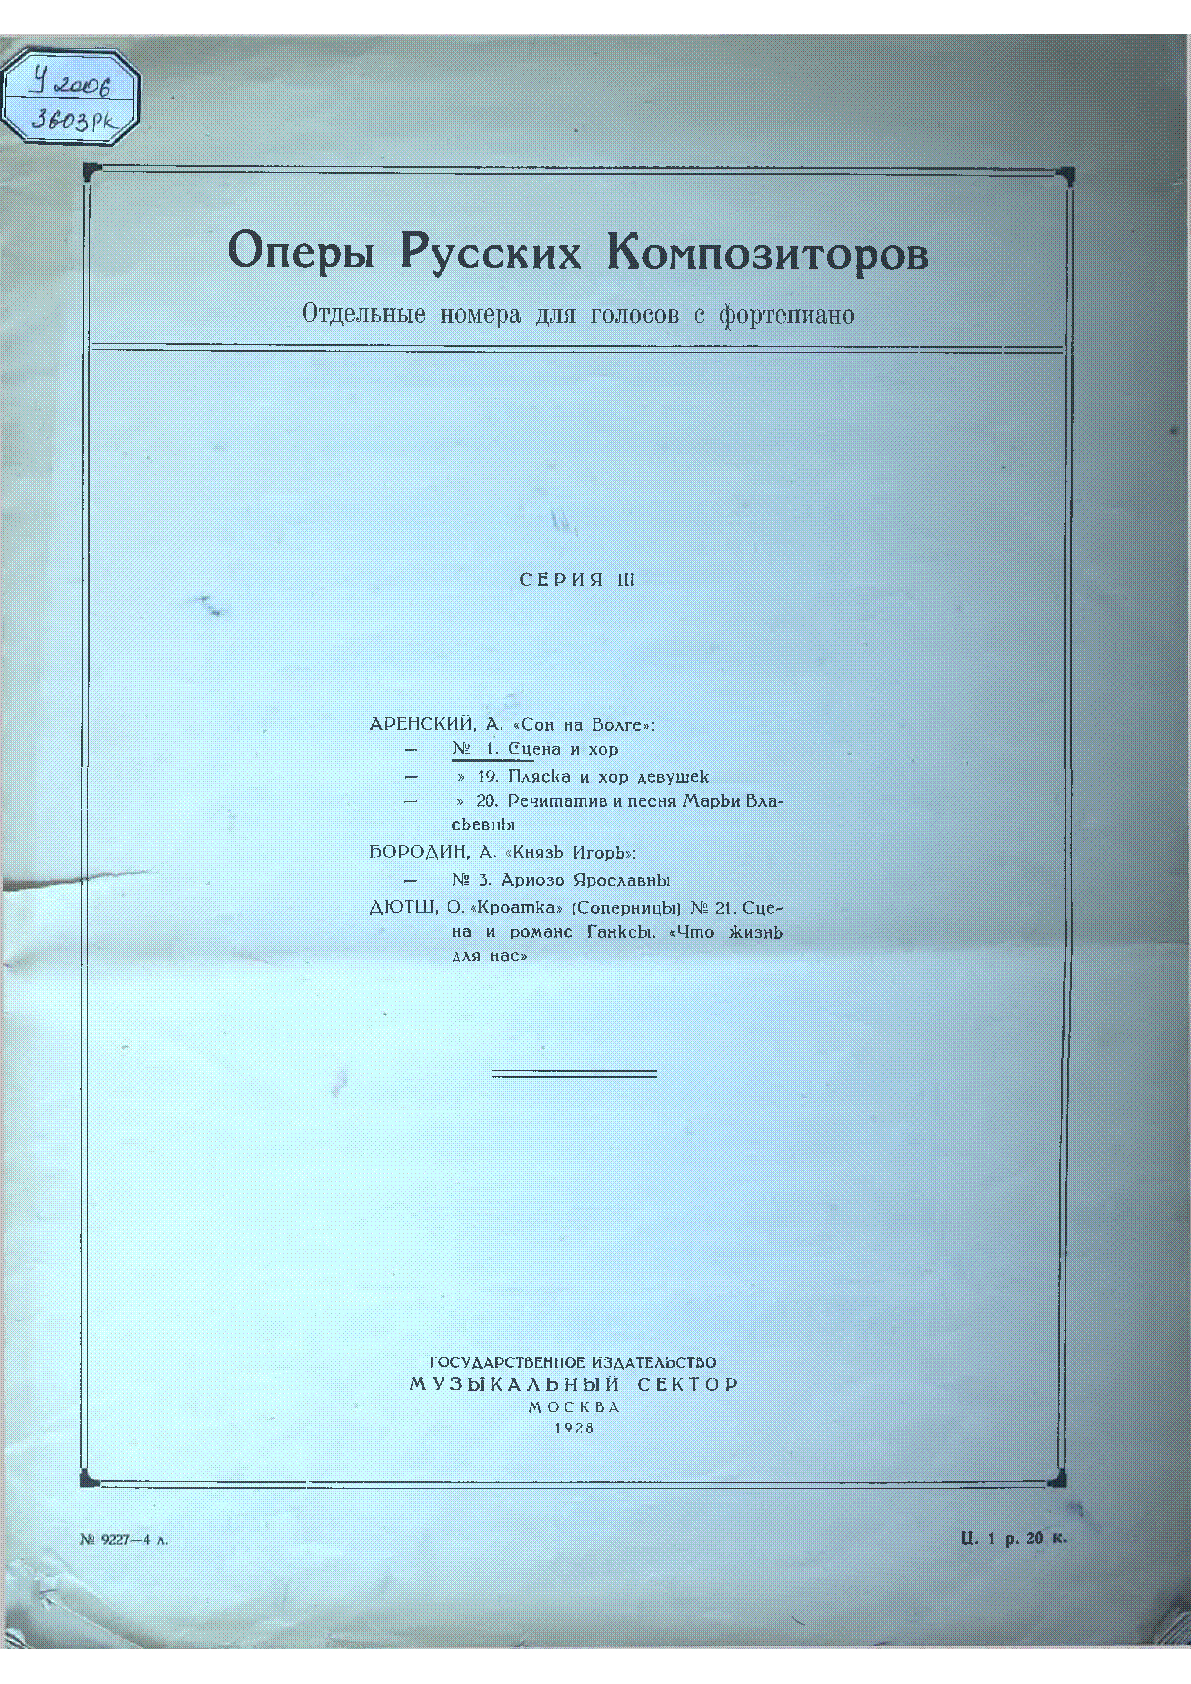 У 2006
3603РК
Оперы Русских Композиторов
Отдельные номера для голосов с фортепиано
СЕРИЯ III
АРЕНСКИЙ, А. «Сон на Волге»:
— № 1. Сцена и хор
— » 19. Пляска и хор девушек
— » 20. Речитатив и песня Марьи Вла-
сьевны
БОРОДИН, А. «Князь Игорь»:
— № 3. Ариозо Ярославны
ДЮТШ, О. «Кроатка» (Соперницы) № 21. Сце-
на и романс Ганксы. «Что жизнь
для нас»
ГОСУДАРСТВЕННОЕ ИЗДАТЕЛЬСТВО
МУЗЫКАЛЬНЫЙ СЕКТОР
МОСКВА
1928
№ 9227—4 л.
Ц. 1 р. 20 к.